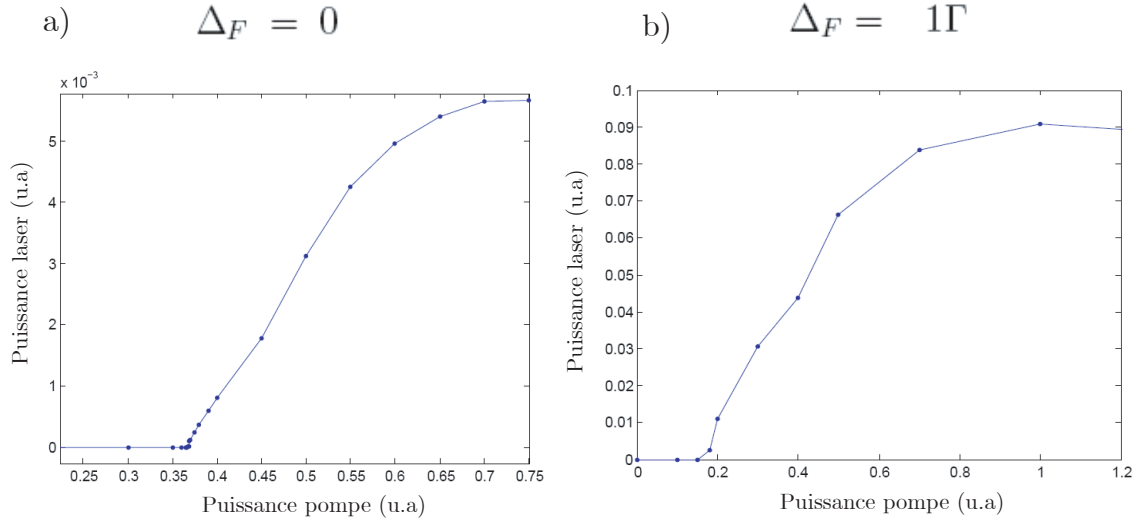 a)
Δ_F = 0
x 10⁻³
5
4
3
2
1
0
0.25 0.3 0.35 0.4 0.45 0.5 0.55 0.6 0.65 0.7 0.75
Puissance laser (u.a)
Puissance pompe (u.a)
b)
Δ_F = 1Γ
0.1
0.09
0.08
0.07
0.06
0.05
0.04
0.03
0.02
0.01
0
0 0.2 0.4 0.6 0.8 1 1.2
Puissance laser (u.a)
Puissance pompe (u.a)